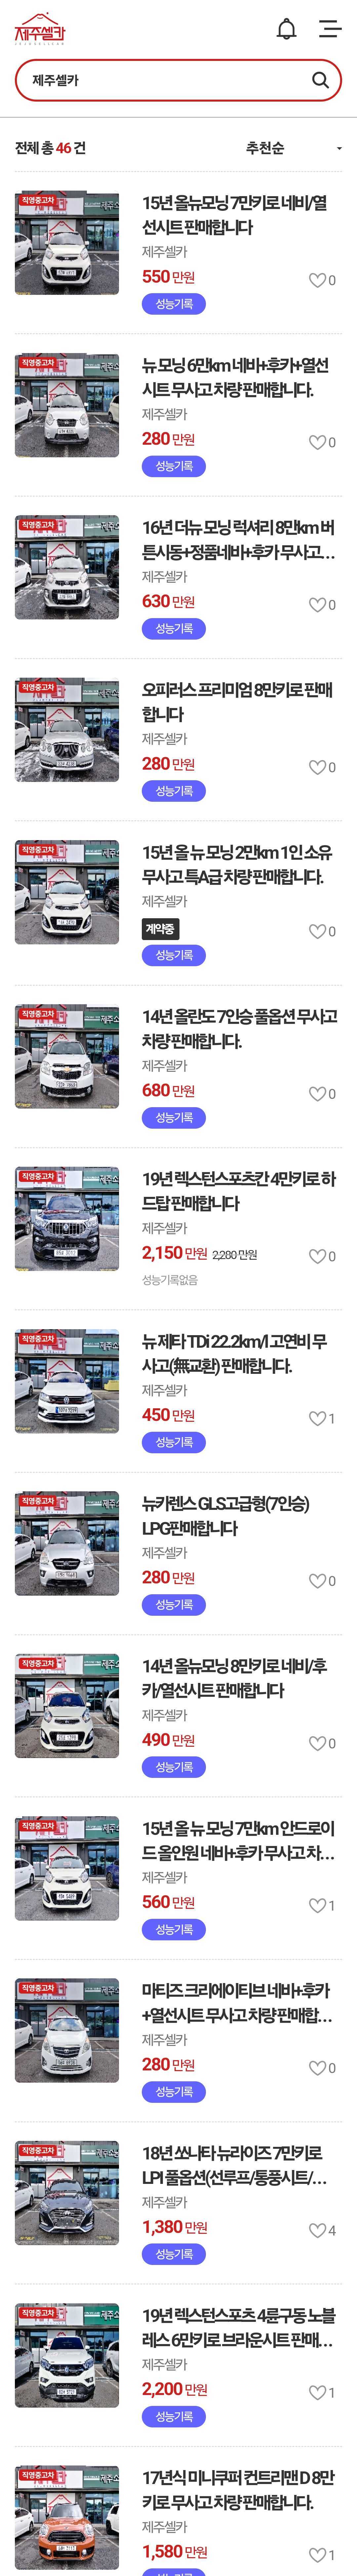 제주셀카
제주셀카
전체 총 46 건
추천순
직영중고차
15년 올뉴모닝 7만키로 네비/열
선시트 판매합니다
제주셀카
550 만원
0
성능기록
직영중고차
뉴 모닝 6만km 네비+후카+열선
시트 무사고 차량 판매합니다.
제주셀카
280 만원
0
성능기록
직영중고차
16년 더뉴 모닝 럭셔리 8만km 버
튼시동+정품네바+후카 무사고...
제주셀카
630 만원
0
성능기록
직영중고차
오피러스 프리미엄 8만키로 판매
합니다
제주셀카
280 만원
0
성능기록
직영중고차
15년 올 뉴 모닝 2만km 1인 소유
무사고 특A급 차량 판매합니다.
제주셀카
계약중
0
성능기록
직영중고차
14년 올란도 7인승 풀옵션 무사고
차량 판매합니다.
제주셀카
680 만원
0
성능기록
직영중고차
19년 렉스턴스포츠칸 4만키로 하
드탑 판매합니다
제주셀카
2,150 만원 2,280 만원
0
성능기록없음
직영중고차
뉴 제타 TDi 22.2km/l 고연비 무
사고(無교환) 판매합니다.
제주셀카
450 만원
1
성능기록
직영중고차
뉴카렌스 GLS고급형(7인승)
LPG판매합니다
제주셀카
280 만원
0
성능기록
직영중고차
14년 올뉴모닝 8만키로 네비/후
카/열선시트 판매합니다
제주셀카
490 만원
0
성능기록
직영중고차
15년 올 뉴 모닝 7만km 안드로이
드 올인원 네바+후카 무사고 차...
제주셀카
560 만원
1
성능기록
직영중고차
마티즈 크리에이티브 네바+후카
+열선시트 무사고 차량 판매합...
제주셀카
280 만원
0
성능기록
직영중고차
18년 쏘나타 뉴라이즈 7만키로
LPI 풀옵션(선루프/통풍시트/...
제주셀카
1,380 만원
4
성능기록
직영중고차
19년 렉스턴스포츠 4륜구동 노블
레스 6만키로 브라운시트 판매...
제주셀카
2,200 만원
1
성능기록
직영중고차
17년식 미니쿠퍼 컨트리맨 D 8만
키로 무사고 차량 판매합니다.
제주셀카
1,580 만원
1